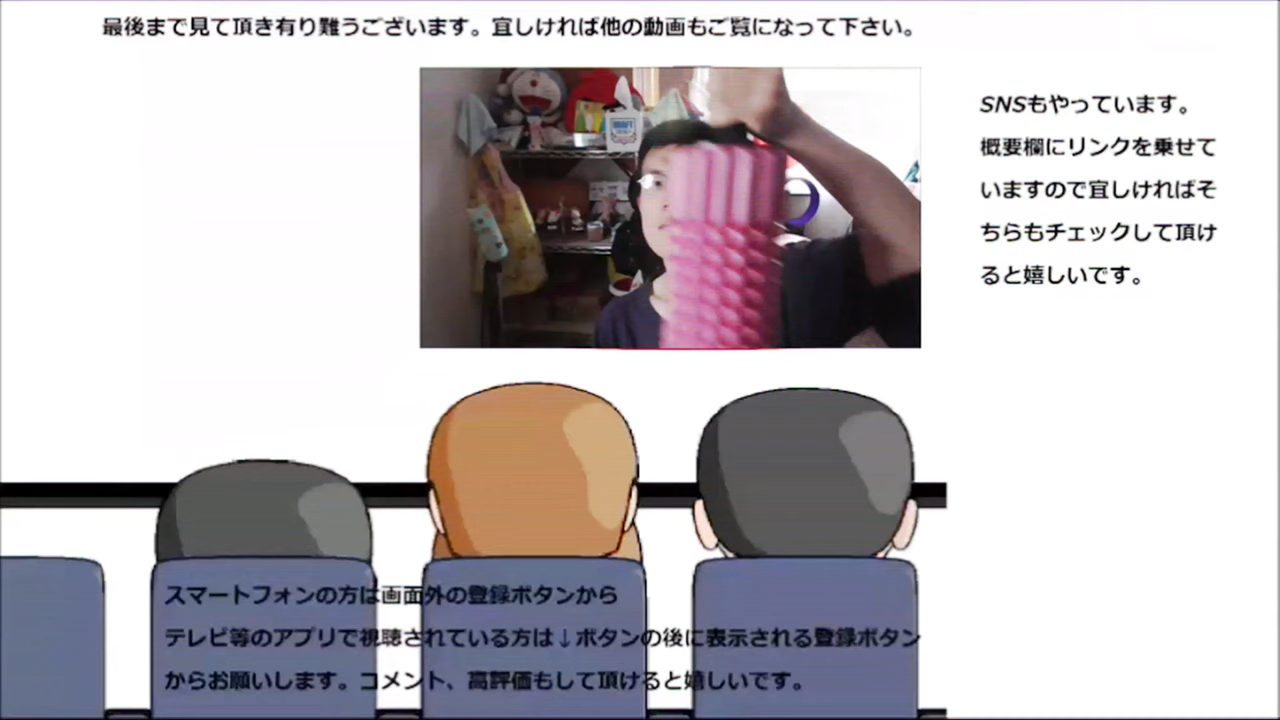 最後まで見て頂き有り難うございます。宜しければ他の動画もご覧になって下さい。
SNSもやっています。
概要欄にリンクを乗せて
いますので宜しければそ
ちらもチェックして頂け
ると嬉しいです。
スマートフォンの方は画面外の登録ボタンから
テレビ等のアプリで視聴されている方は↓ボタンの後に表示される登録ボタン
からお願いします。コメント、高評価もして頂けると嬉しいです。